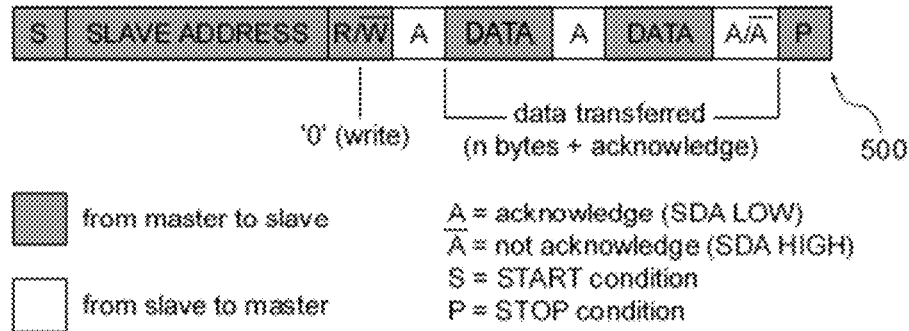 S SLAVE ADDRESS R/W̅ A DATA A DATA A/A̅ P
data transferred
'0' (write) (n bytes + acknowledge) 500
from master to slave
from slave to master
A = acknowledge (SDA LOW)
A̅ = not acknowledge (SDA HIGH)
S = START condition
P = STOP condition